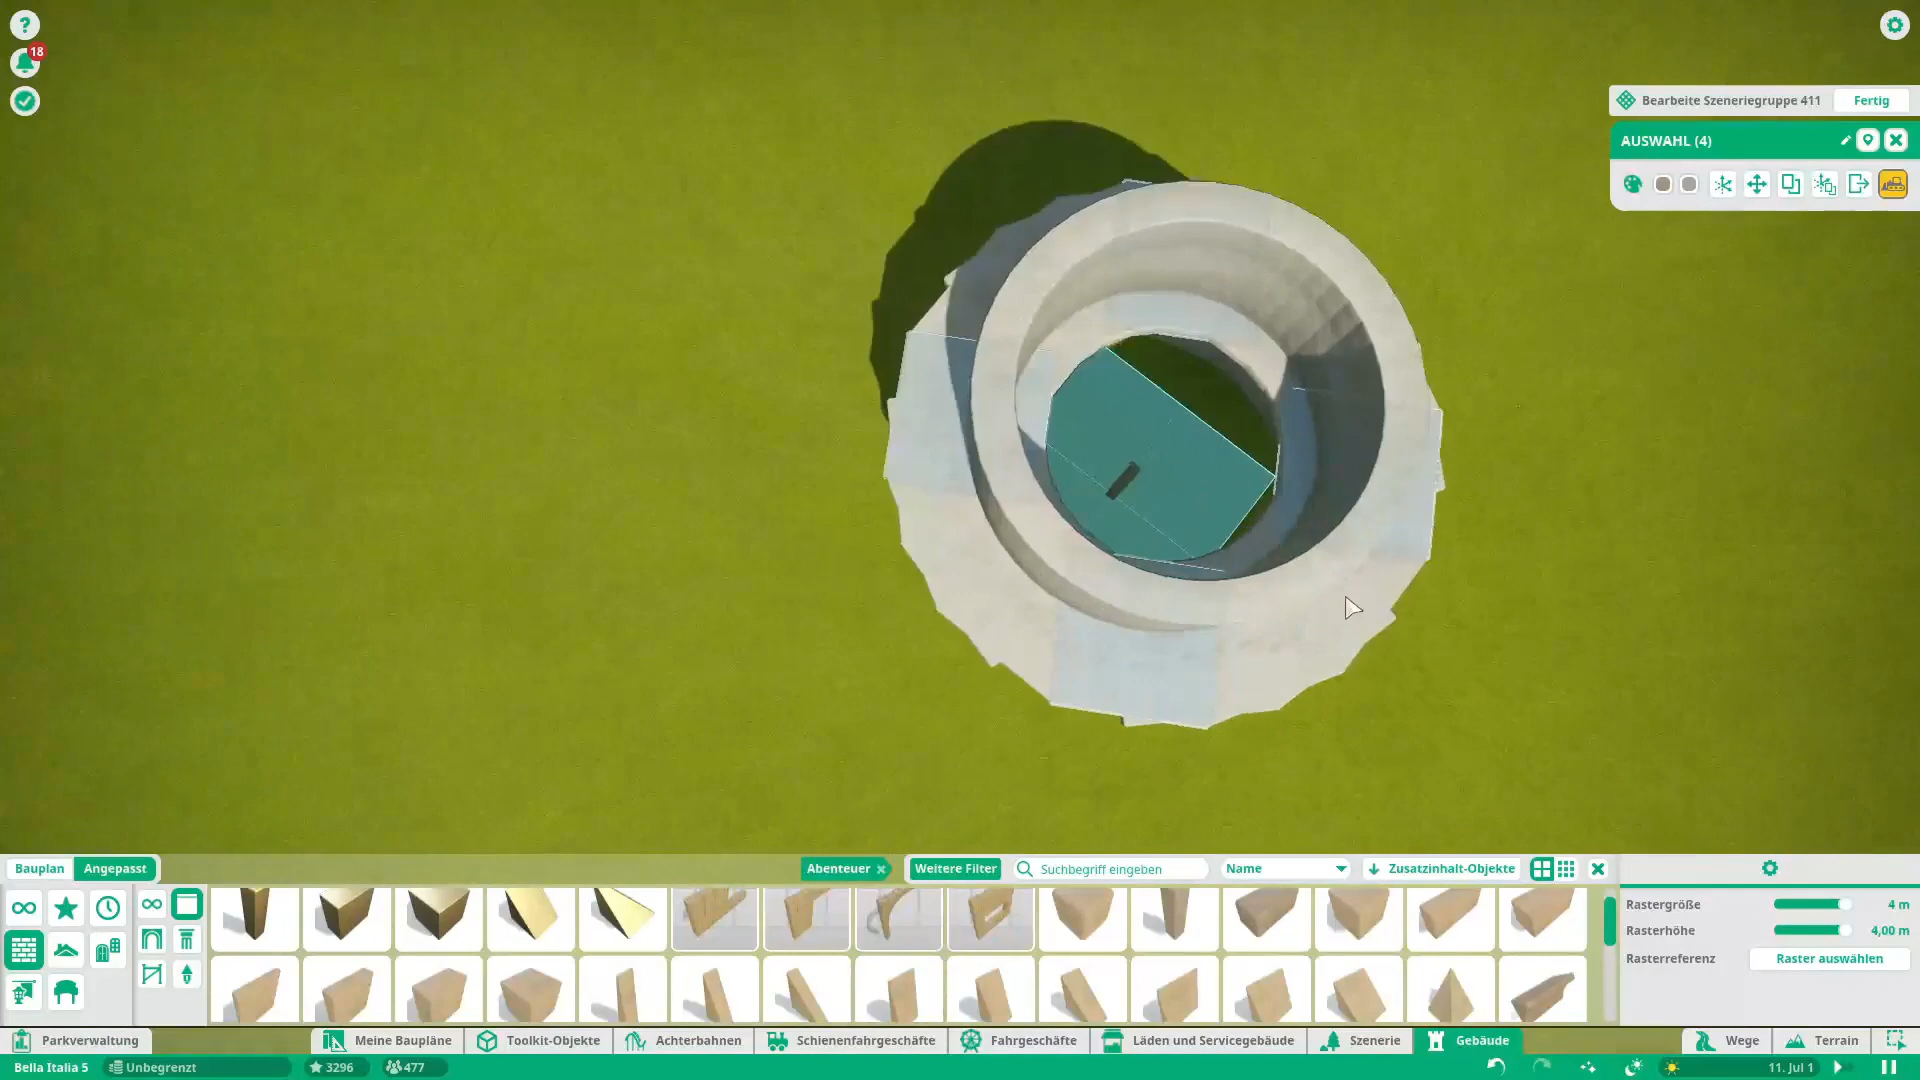 ?
18
Bearbeite Szeneriegruppe 411
Fertig
AUSWAHL (4)
Bauplan
Angepasst
Abenteuer
Weitere Filter
Suchbegriff eingeben
Name
Zusatzinhalt-Objekte
Rastergröße
4 m
Rasterhöhe
4,00 m
Rasterreferenz
Raster auswählen
Parkverwaltung
Meine Baupläne
Toolkit-Objekte
Achterbahnen
Schienenfahrgeschäfte
Fahrgeschäfte
Läden und Servicegebäude
Szenerie
Gebäude
Wege
Terrain
Bella Italia 5
Unbegrenzt
3296
477
11. Jul 1